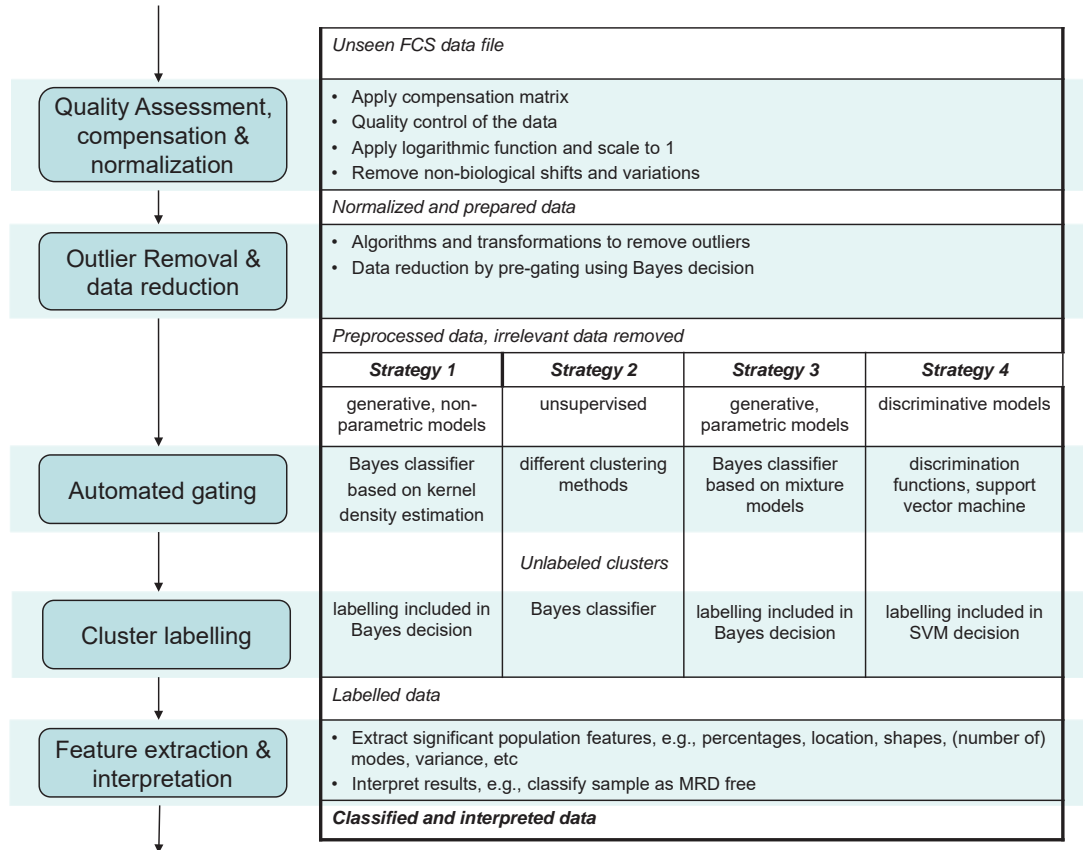 Unseen FCS data file
Quality Assessment,
compensation &
normalization
• Apply compensation matrix
• Quality control of the data
• Apply logarithmic function and scale to 1
• Remove non-biological shifts and variations
Normalized and prepared data
Outlier Removal &
data reduction
• Algorithms and transformations to remove outliers
• Data reduction by pre-gating using Bayes decision
Preprocessed data, irrelevant data removed
Strategy 1
Strategy 2
Strategy 3
Strategy 4
generative, non-
parametric models
unsupervised
generative,
parametric models
discriminative models
Automated gating
Bayes classifier
based on kernel
density estimation
different clustering
methods
Bayes classifier
based on mixture
models
discrimination
functions, support
vector machine
Unlabeled clusters
Cluster labelling
labelling included in
Bayes decision
Bayes classifier
labelling included in
Bayes decision
labelling included in
SVM decision
Labelled data
Feature extraction &
interpretation
• Extract significant population features, e.g., percentages, location, shapes, (number of)
modes, variance, etc
• Interpret results, e.g., classify sample as MRD free
Classified and interpreted data